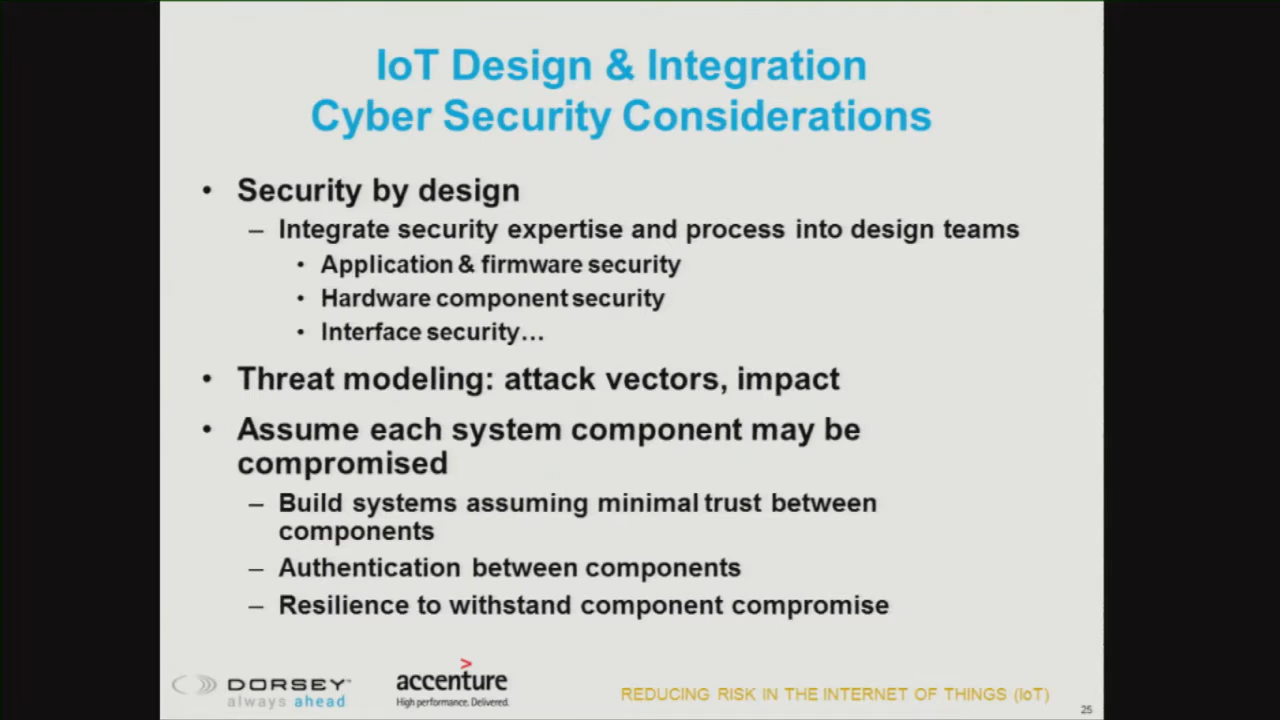 IoT Design & Integration
Cyber Security Considerations
• Security by design
– Integrate security expertise and process into design teams
• Application & firmware security
• Hardware component security
• Interface security…
• Threat modeling: attack vectors, impact
• Assume each system component may be
compromised
– Build systems assuming minimal trust between
components
– Authentication between components
– Resilience to withstand component compromise
DORSEY™
always ahead
>
accenture
High performance. Delivered.
REDUCING RISK IN THE INTERNET OF THINGS (IoT)
25